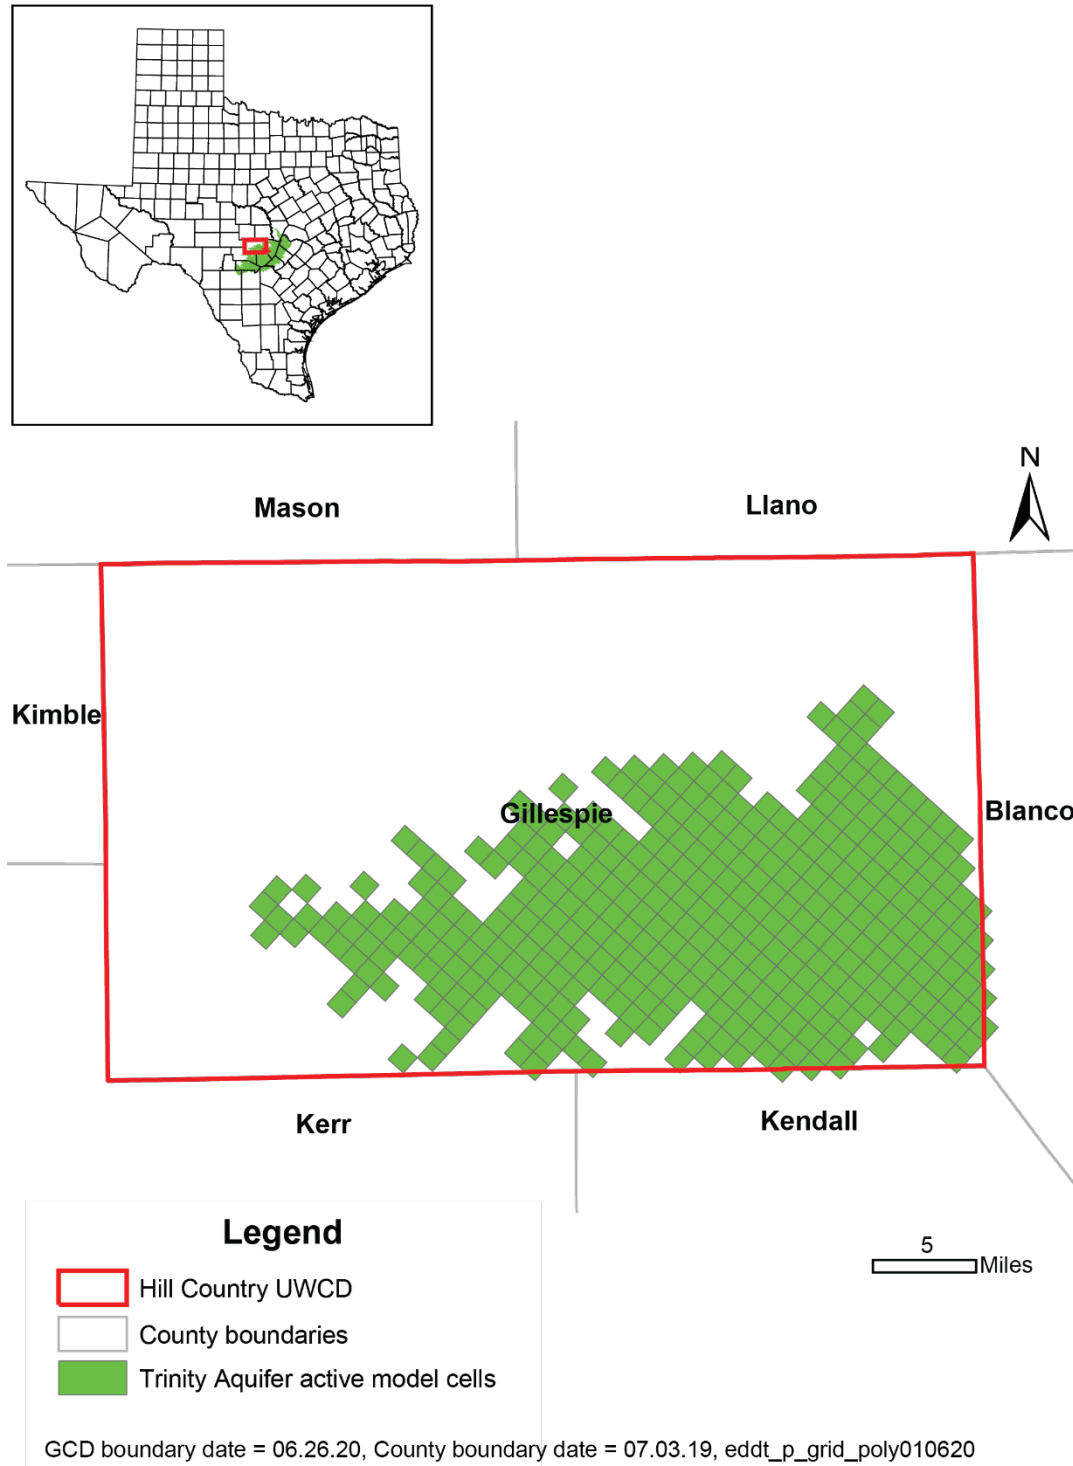 N
Mason
Llano
Kimble
Gillespie
Blanco
Kerr
Kendall
Legend
5
Miles
Hill Country UWCD
County boundaries
Trinity Aquifer active model cells
GCD boundary date = 06.26.20, County boundary date = 07.03.19, eddt_p_grid_poly010620